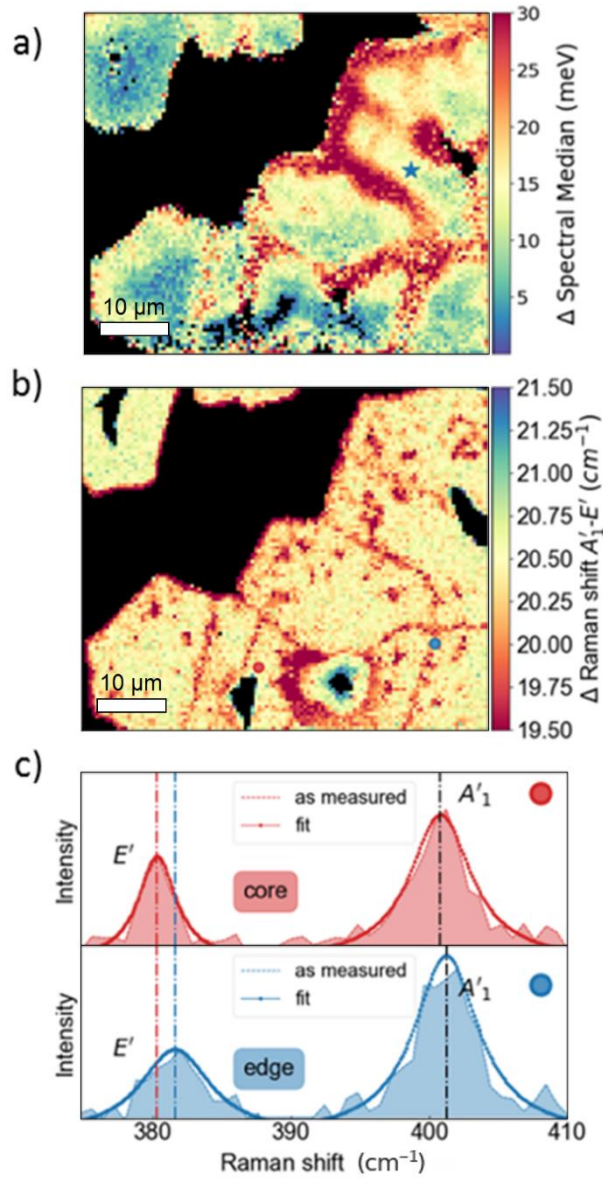 a)
30
25
20
15
10
5
Δ Spectral Median (meV)
10 μm
b)
21.50
21.25
21.00
20.75
20.50
20.25
20.00
19.75
19.50
Δ Raman shift A′₁-E′ (cm⁻¹)
10 μm
c)
Intensity
E′
as measured
fit
core
A′₁
Intensity
E′
as measured
fit
edge
A′₁
380 390 400 410
Raman shift (cm⁻¹)